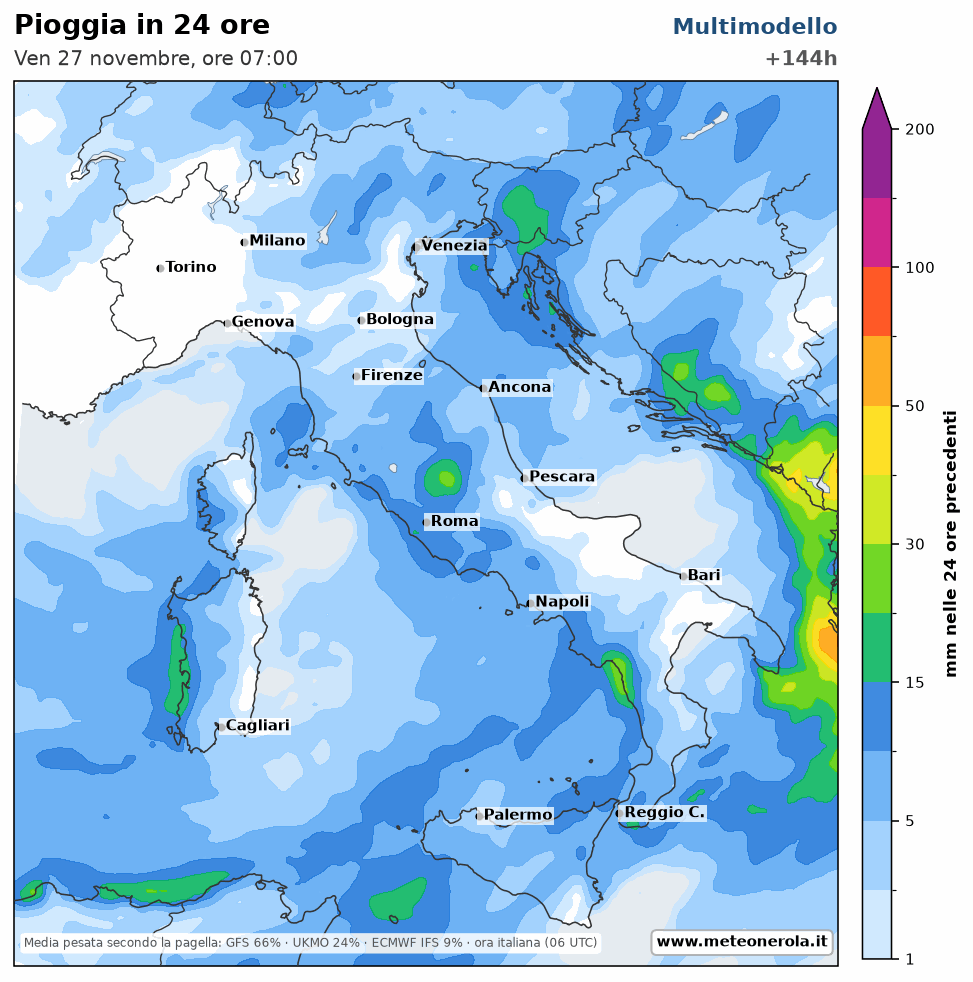 Pioggia in 24 ore
Multimodello
Ven 27 novembre, ore 07:00
+144h
200
Milano
Venezia
Torino
100
Genova
Bologna
Firenze
Ancona
50
Pescara
Roma
30
Bari
Napoli
15
Cagliari
Palermo
Reggio C.
5
mm nelle 24 ore precedenti
Media pesata secondo la pagella: GFS 66% · UKMO 24% · ECMWF IFS 9% · ora italiana (06 UTC)
www.meteonerola.it
1